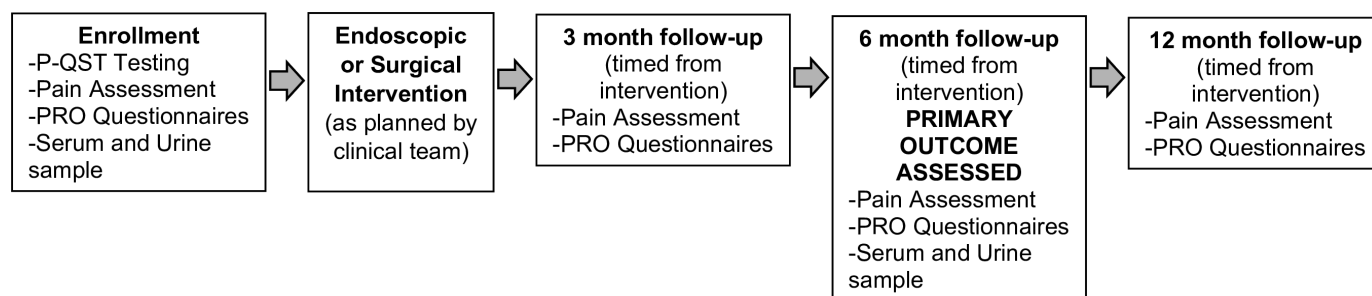 Enrollment
-P-QST Testing
-Pain Assessment
-PRO Questionnaires
-Serum and Urine
sample
Endoscopic
or Surgical
Intervention
(as planned by
clinical team)
3 month follow-up
(timed from
intervention)
-Pain Assessment
-PRO Questionnaires
6 month follow-up
(timed from
intervention)
PRIMARY
OUTCOME
ASSESSED
-Pain Assessment
-PRO Questionnaires
-Serum and Urine
sample
12 month follow-up
(timed from
intervention)
-Pain Assessment
-PRO Questionnaires